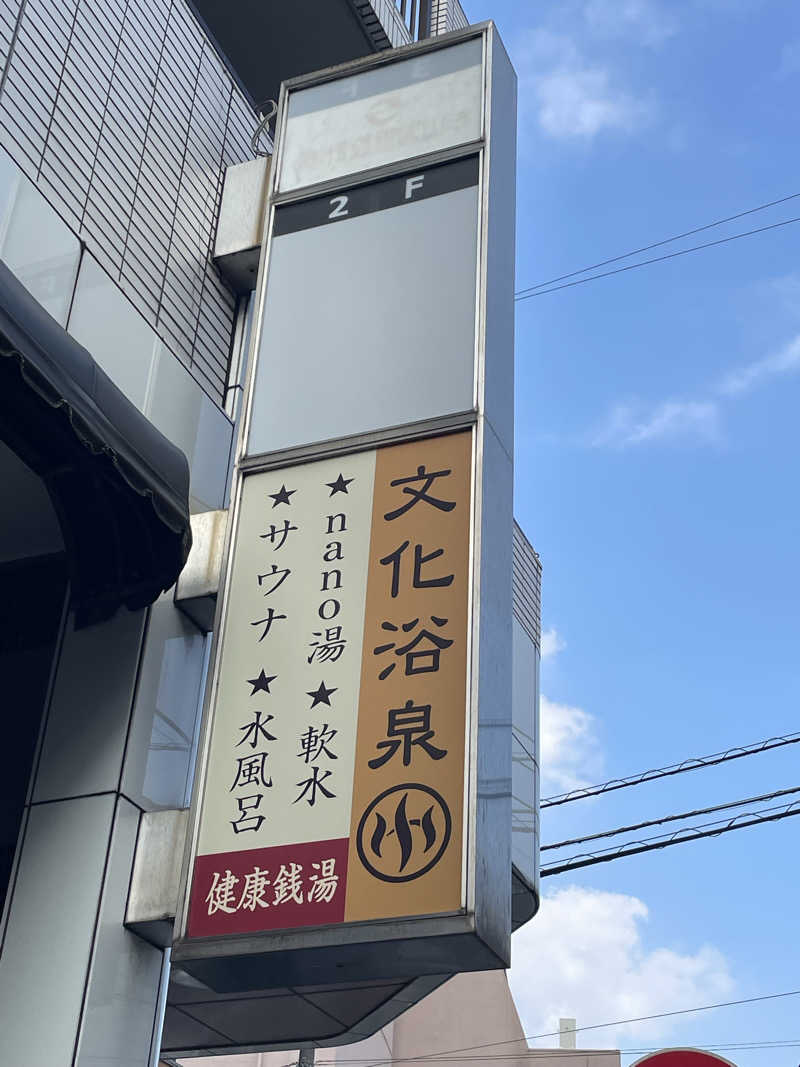 2 F
文化浴泉
★nano湯 ★軟水
★サウナ ★水風呂
健康銭湯